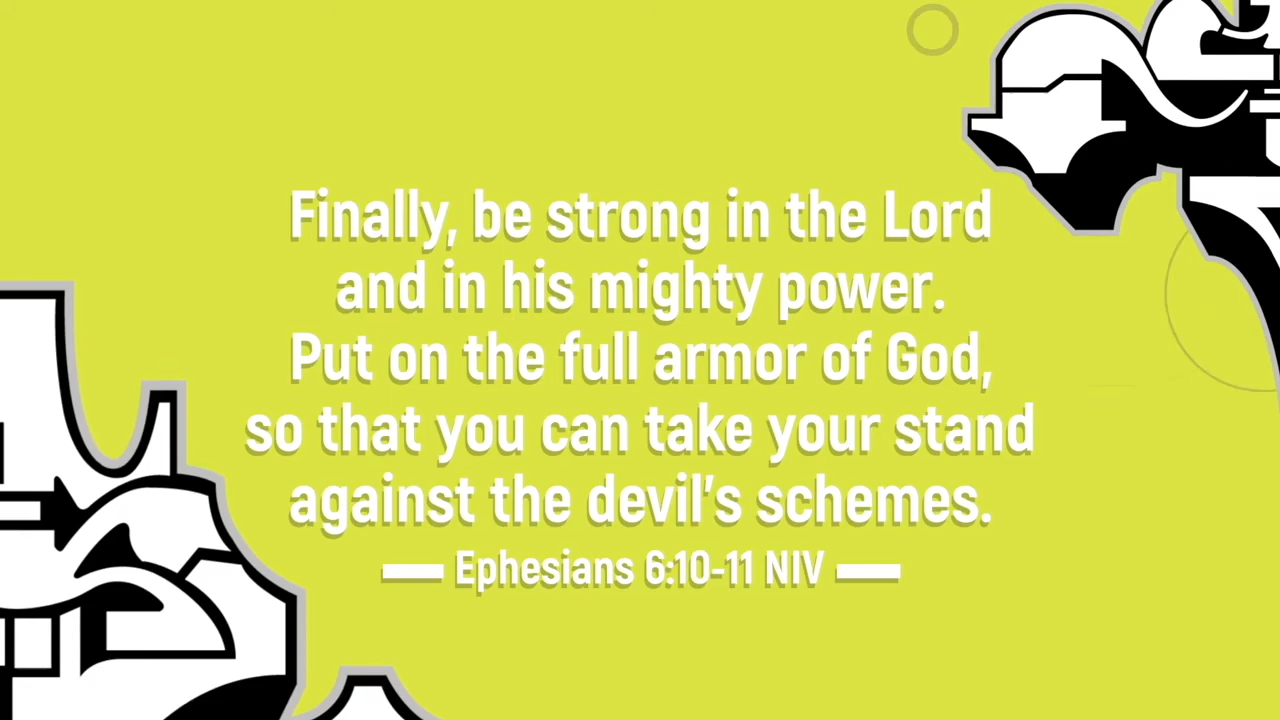 Finally, be strong in the Lord
and in his mighty power.
Put on the full armor of God,
so that you can take your stand
against the devil's schemes.
Ephesians 6:10-11 NIV